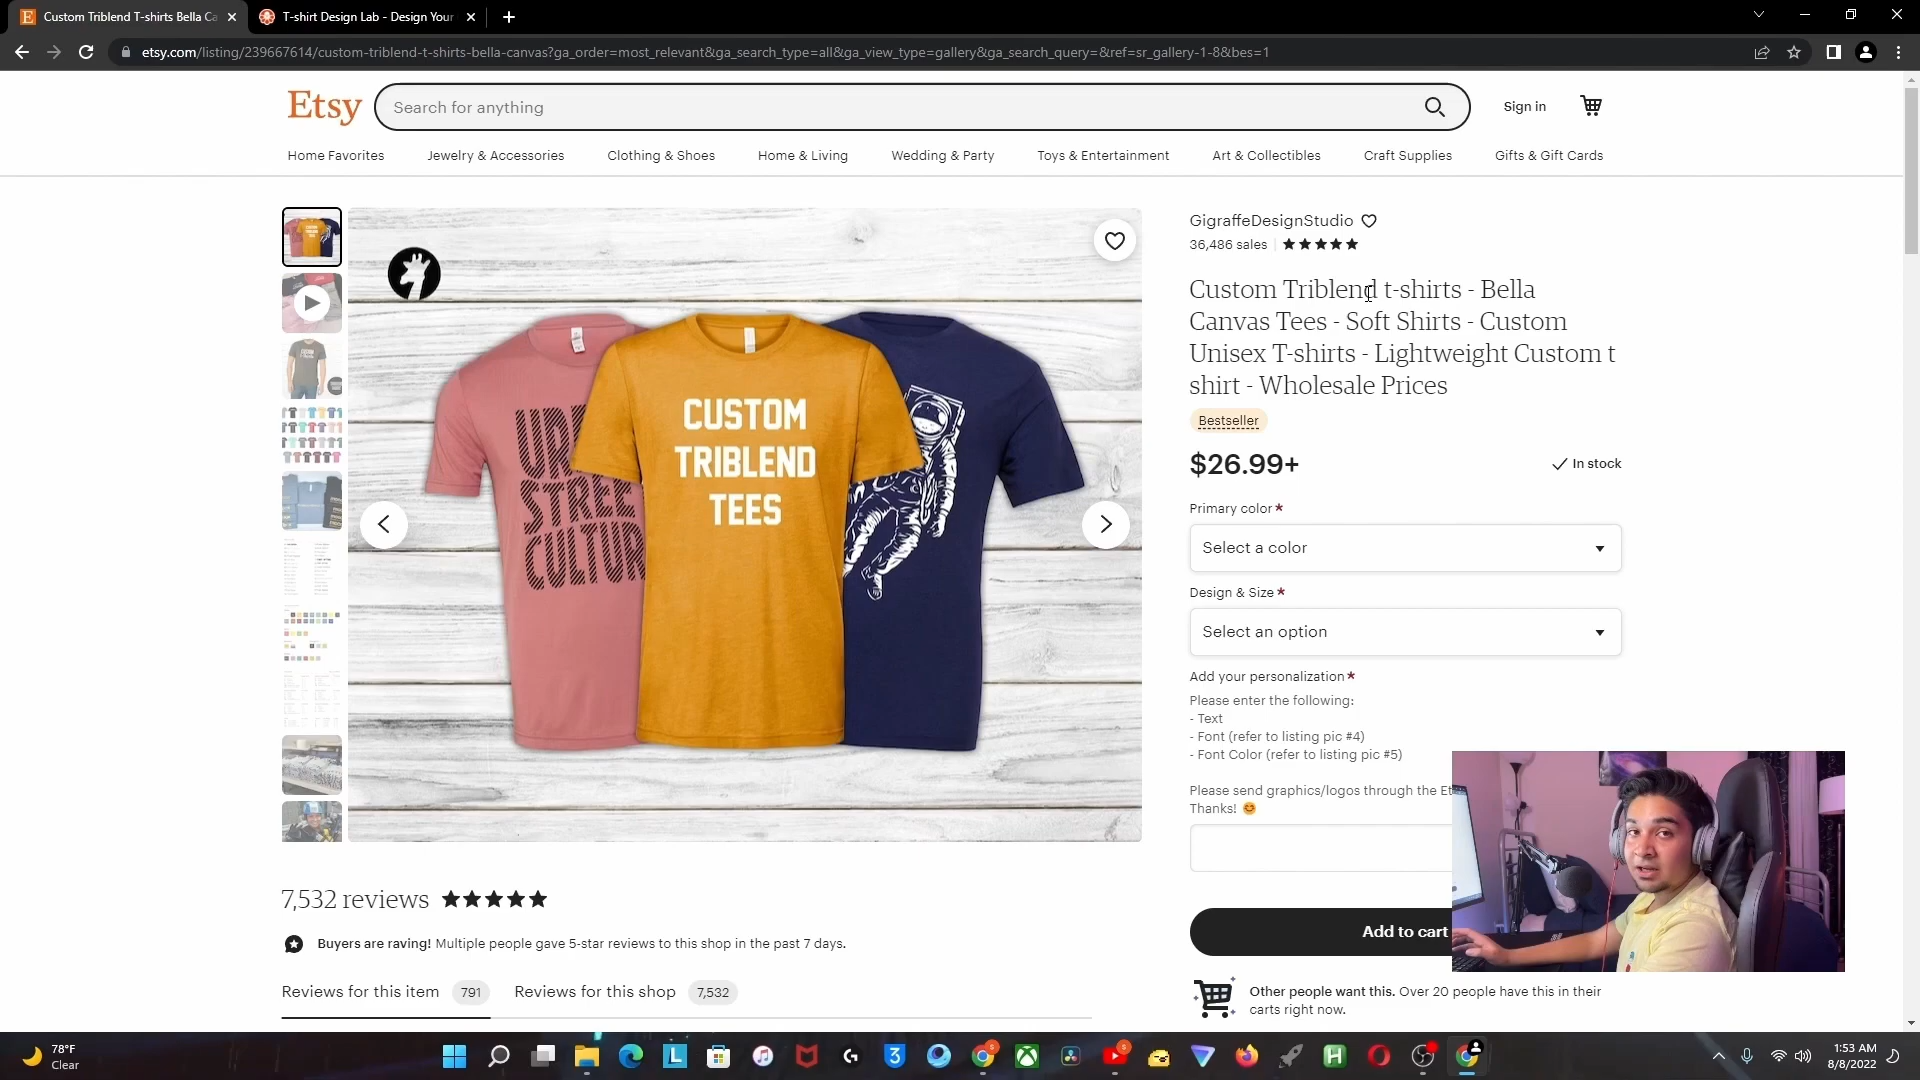 Custom Triblend T-shirts Bella Ca
T-shirt Design Lab - Design Your
etsy.com/listing/239667614/custom-triblend-t-shirts-bella-canvas?ga_order=most_relevant&ga_search_type=all&ga_view_type=gallery&ga_search_query=&ref=sr_gallery-1-8&bes=1
Etsy
Search for anything
Sign in
Home Favorites
Jewelry & Accessories
Clothing & Shoes
Home & Living
Wedding & Party
Toys & Entertainment
Art & Collectibles
Craft Supplies
Gifts & Gift Cards
CUSTOM
TRIBLEND
TEES
STREE
CULTUR
GigraffeDesignStudio
36,486 sales
Custom Triblend t-shirts - Bella
Canvas Tees - Soft Shirts - Custom
Unisex T-shirts - Lightweight Custom t
shirt - Wholesale Prices
Bestseller
$26.99+
In stock
Primary color *
Select a color
Design & Size *
Select an option
Add your personalization *
Please enter the following:
- Text
- Font (refer to listing pic #4)
- Font Color (refer to listing pic #5)
Please send graphics/logos through the Et
Thanks!
Add to cart
Other people want this. Over 20 people have this in their
carts right now.
7,532 reviews
Buyers are raving! Multiple people gave 5-star reviews to this shop in the past 7 days.
Reviews for this item 791
Reviews for this shop 7,532
78°F
Clear
1:53 AM
8/8/2022